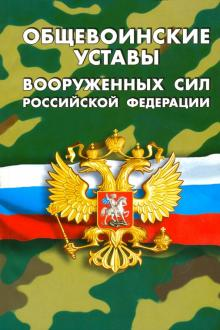 ОБЩЕВОИНСКИЕ
УСТАВЫ
ВООРУЖЕННЫХ СИЛ
РОССИЙСКОЙ ФЕДЕРАЦИИ